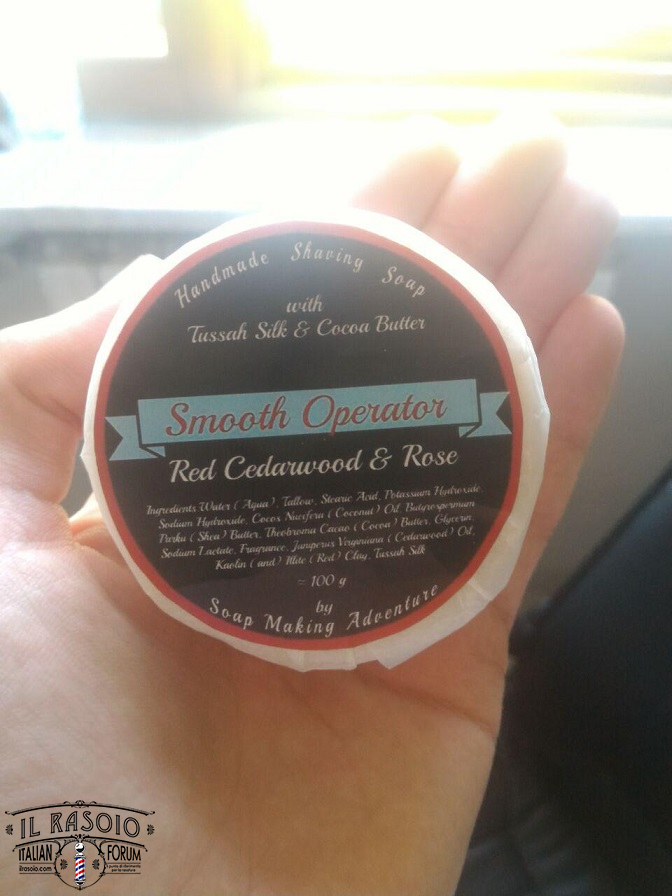 Handmade Shaving Soap
with
Tussah Silk & Cocoa Butter
Smooth Operator
Red Cedarwood & Rose
Ingredients: Water ( Aqua ), Tallow, Stearic Acid, Potassium Hydroxide,
Sodium Hydroxide, Cocos Nucifera ( Coconut ) Oil, Butyrospermum
Parku ( Shea ) Butter, Theobroma Cacao ( Cocoa ) Butter, Glycerin,
Sodium Lactate, Fragrance, Juniperus Virginiana ( Cedarwood ) Oil,
Kaolin ( and ) Illite ( Red ) Clay, Tussah Silk
≈ 100 g
by
Soap Making Adventure
IL RASOIO
ITALIAN FORUM
ilrasoio.com